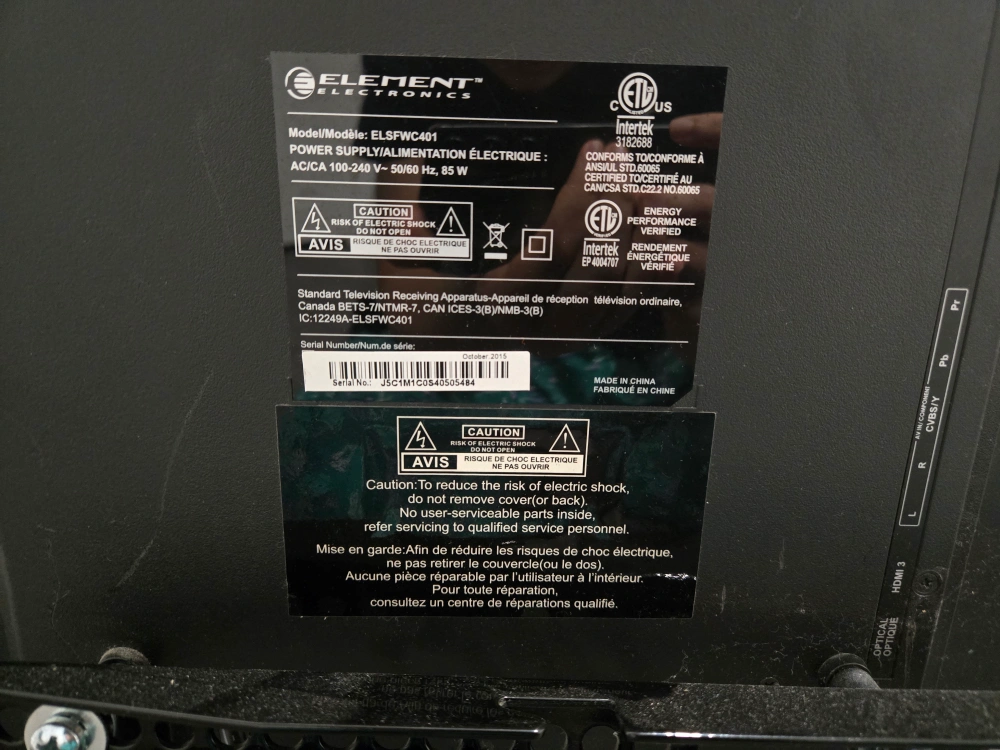 ELEMENT™
ELECTRONICS
Model/Modèle: ELSFWC401
POWER SUPPLY/ALIMENTATION ÉLECTRIQUE :
AC/CA 100-240 V~ 50/60 Hz, 85 W
C ETL US
LISTED
Intertek
3182688
CONFORMS TO/CONFORME À
ANSI/UL STD.60065
CERTIFIED TO/CERTIFIÉ AU
CAN/CSA STD.C22.2 NO.60065
CAUTION
RISK OF ELECTRIC SHOCK
DO NOT OPEN
AVIS
RISQUE DE CHOC ELECTRIQUE
NE PAS OUVRIR
ETL
Intertek
EP 4004707
ENERGY
PERFORMANCE
VERIFIED
RENDEMENT
ÉNERGÉTIQUE
VÉRIFIÉ
Standard Television Receiving Apparatus-Appareil de réception télévision ordinaire,
Canada BETS-7/NTMR-7, CAN ICES-3(B)/NMB-3(B)
IC:12249A-ELSFWC401
Serial Number/Num.de série:
October 2015
Serial No.: J5C1M1C0S40505484
MADE IN CHINA
FABRIQUÉ EN CHINE
CAUTION
RISK OF ELECTRIC SHOCK
DO NOT OPEN
AVIS
RISQUE DE CHOC ELECTRIQUE
NE PAS OUVRIR
Caution:To reduce the risk of electric shock,
do not remove cover(or back).
No user-serviceable parts inside,
refer servicing to qualified service personnel.
Mise en garde:Afin de réduire les risques de choc électrique,
ne pas retirer le couvercle(ou le dos).
Aucune pièce réparable par l'utilisateur à l'intérieur.
Pour toute réparation,
consultez un centre de réparations qualifié.
Pr
Pb
AV IN/COMPONENT
CVBS/Y
R
L
HDMI 3
OPTICAL
OPTIQUE